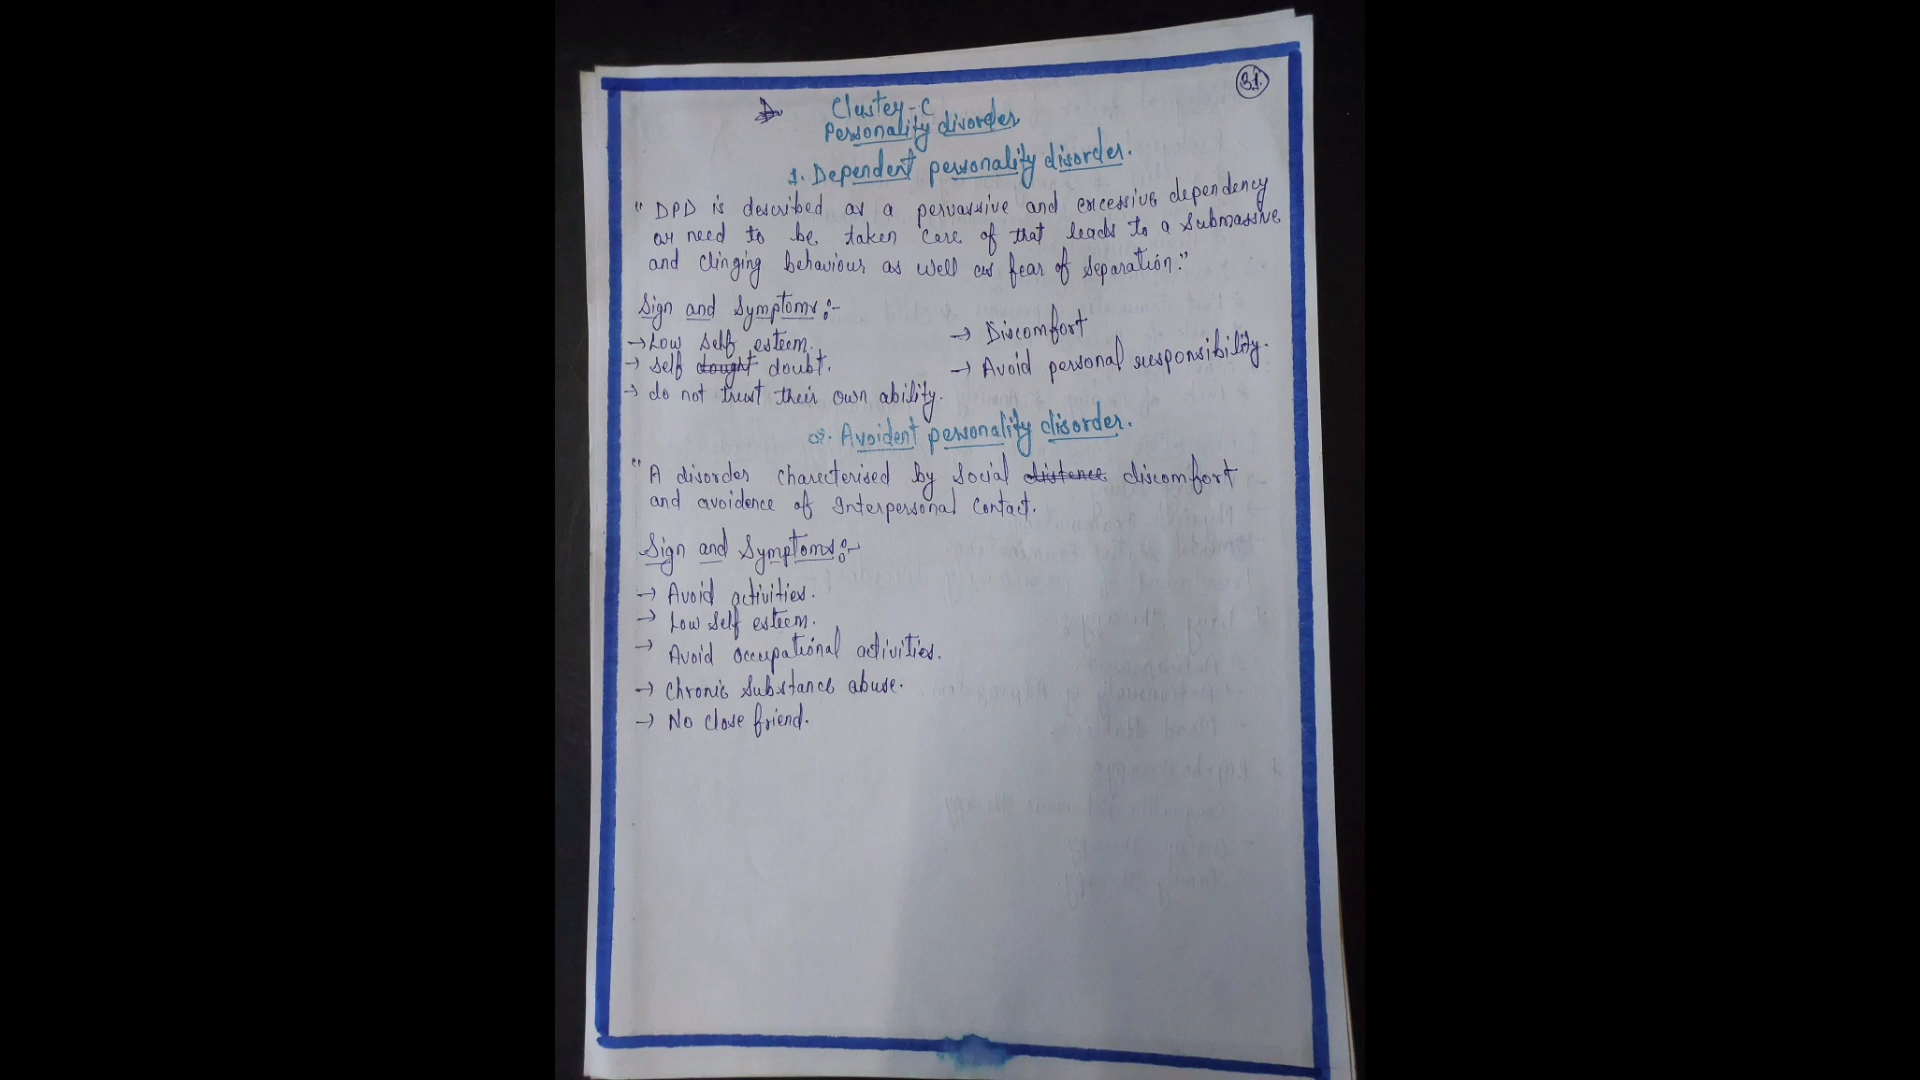 31.
Cluster-C
Personality disorder
1. Dependent personality disorder.
" DPD is described as a pervassive and excessive dependency
or need to be taken care of that leads to a submassive
and clinging behaviour as well as fear of separation."
Sign and Symptoms:-
→ Low self esteem.
→ self dought doubt.
→ do not trust their own ability.
→ Discomfort
→ Avoid personal responsibility.
2. Avoident personality disorder.
" A disorder charecterised by social distence discomfort
and avoidence of Interpersonal Contact.
Sign and Symptoms:-
→ Avoid activities.
→ Low self esteem.
→ Avoid occupational activities.
→ Chronic substance abuse.
→ No close friend.